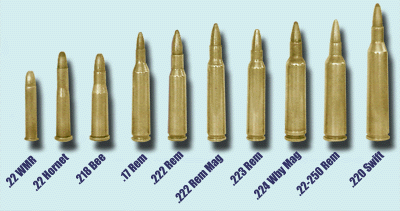 .22 WMR
.22 Hornet
.218 Bee
.17 Rem
.222 Rem
.222 Rem Mag
.223 Rem
.224 Wby Mag
.22-250 Rem
.220 Swift